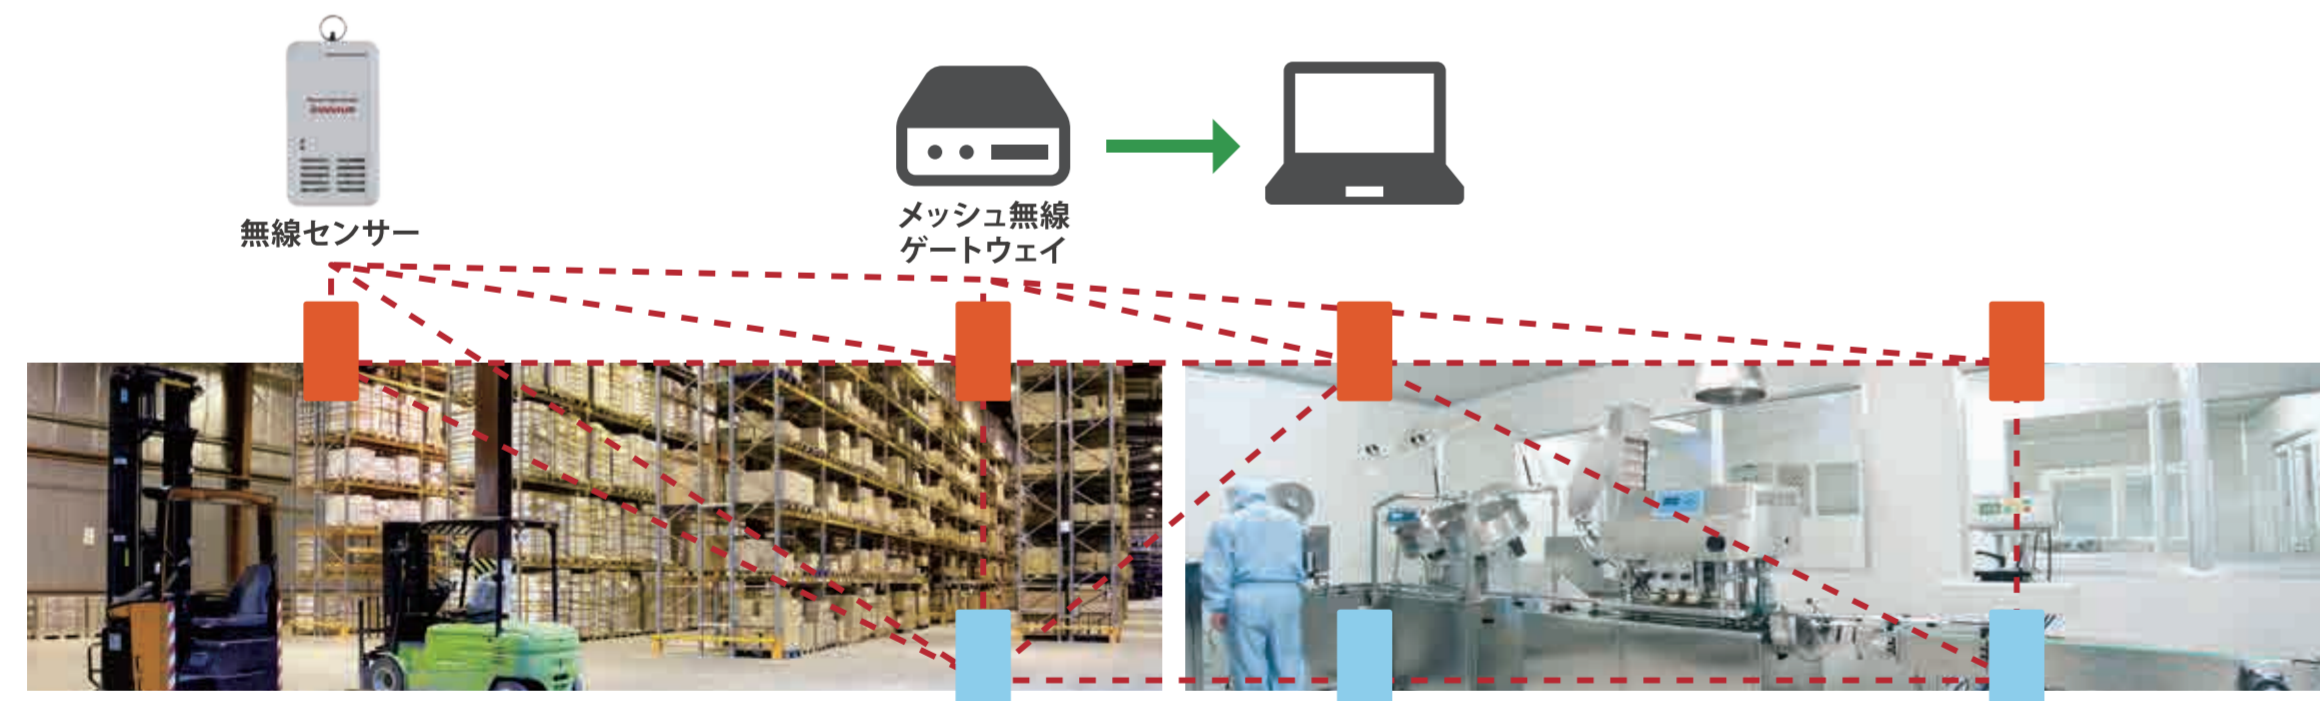 無線センサー
メッシュ無線
ゲートウェイ